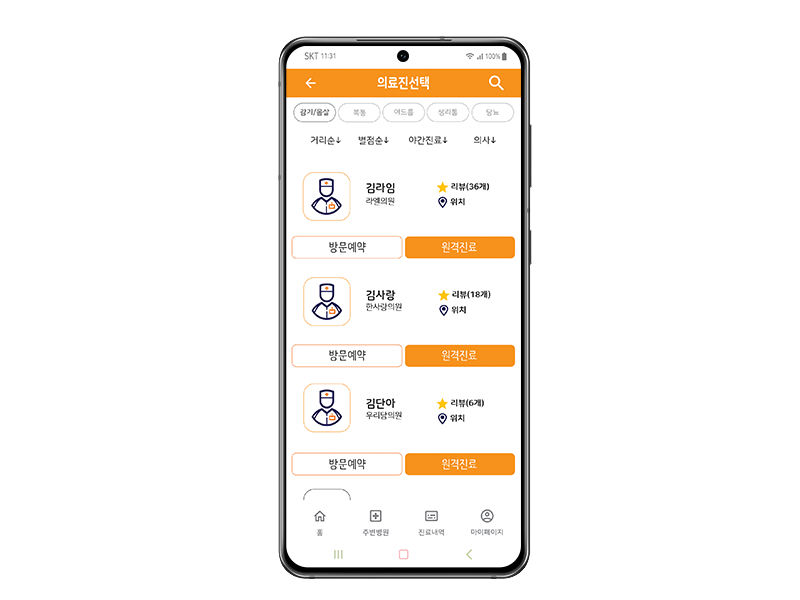 SKT 11:31 100%
의료진선택
감기/몸살 복통 여드름 생리통 당뇨
거리순↓ 별점순↓ 야간진료↓ 의사↓
김라임 리뷰(36개)
라엘의원 위치
방문예약 원격진료
김사랑 리뷰(18개)
한사랑의원 위치
방문예약 원격진료
김단아 리뷰(6개)
우리담의원 위치
방문예약 원격진료
홈 주변병원 진료내역 마이페이지